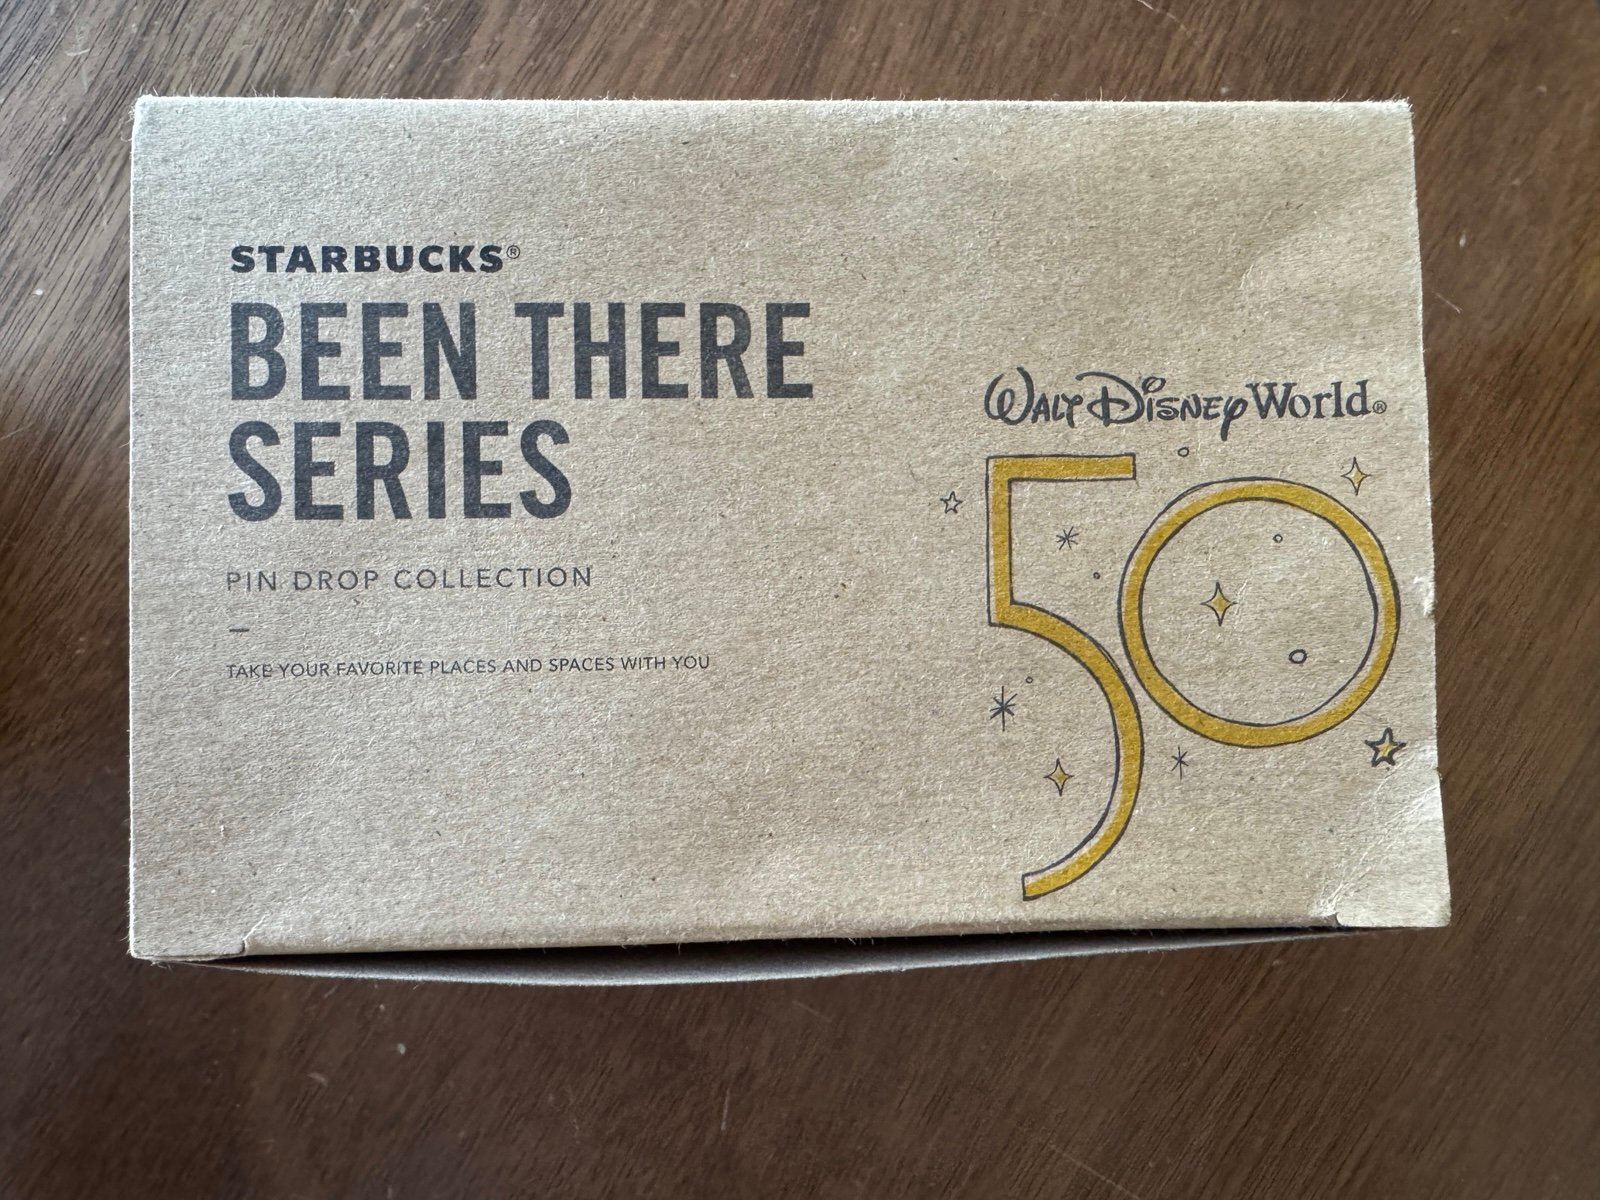 STARBUCKS®
BEEN THERE
SERIES
PIN DROP COLLECTION
–
TAKE YOUR FAVORITE PLACES AND SPACES WITH YOU
WALT DISNEY World®
50